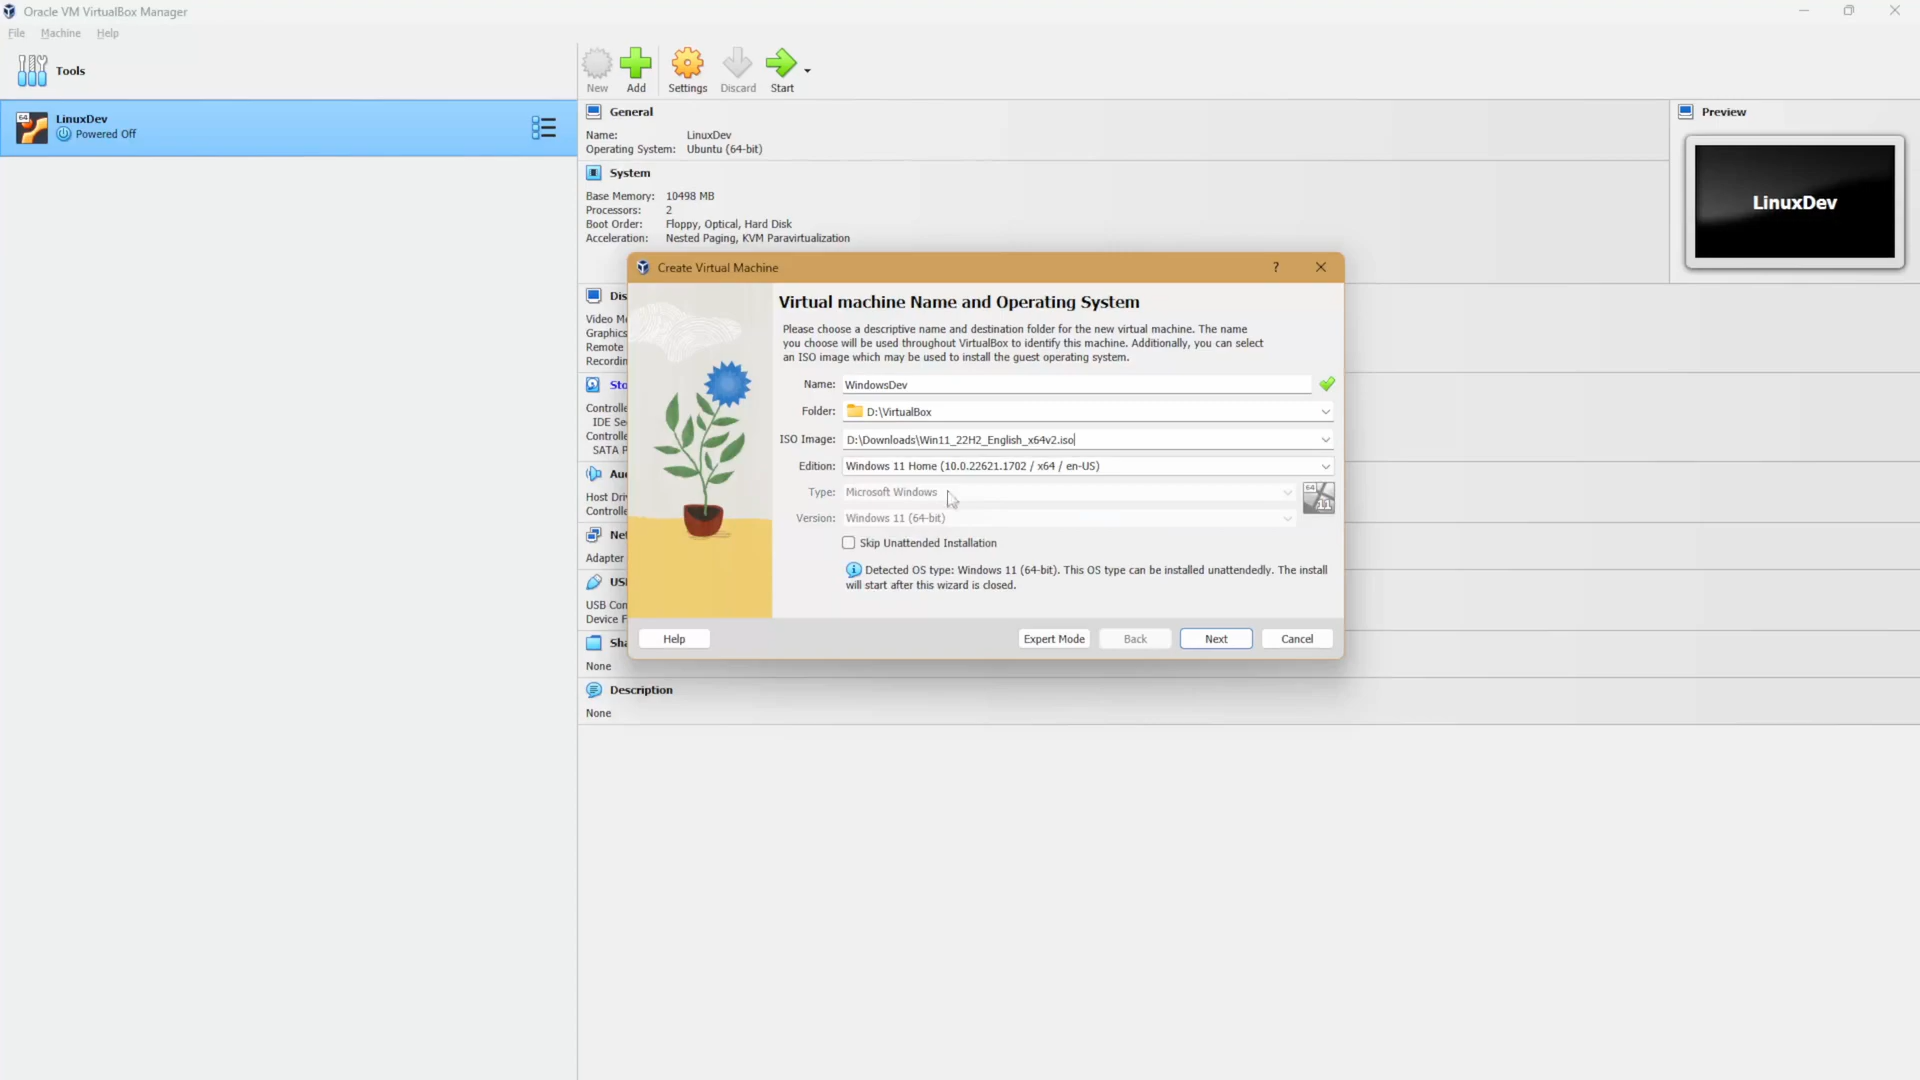 Oracle VM VirtualBox Manager
File Machine Help
Tools
New Add Settings Discard Start
64
LinuxDev
Powered Off
General
Name: LinuxDev
Operating System: Ubuntu (64-bit)
System
Base Memory: 10498 MB
Processors: 2
Boot Order: Floppy, Optical, Hard Disk
Acceleration: Nested Paging, KVM Paravirtualization
Preview
LinuxDev
Dis
Video Me
Graphics
Remote
Recordin
Sto
Controlle
IDE Se
Controlle
SATA P
Au
Host Driv
Controlle
Net
Adapter
USI
USB Con
Device F
Sha
None
Description
None
Create Virtual Machine
?
Virtual machine Name and Operating System
Please choose a descriptive name and destination folder for the new virtual machine. The name
you choose will be used throughout VirtualBox to identify this machine. Additionally, you can select
an ISO image which may be used to install the guest operating system.
Name: WindowsDev
Folder: D:\VirtualBox
ISO Image: D:\Downloads\Win11_22H2_English_x64v2.iso
Edition: Windows 11 Home (10.0.22621.1702 / x64 / en-US)
Type: Microsoft Windows
64
11
Version: Windows 11 (64-bit)
Skip Unattended Installation
Detected OS type: Windows 11 (64-bit). This OS type can be installed unattendedly. The install
will start after this wizard is closed.
Help Expert Mode Back Next Cancel